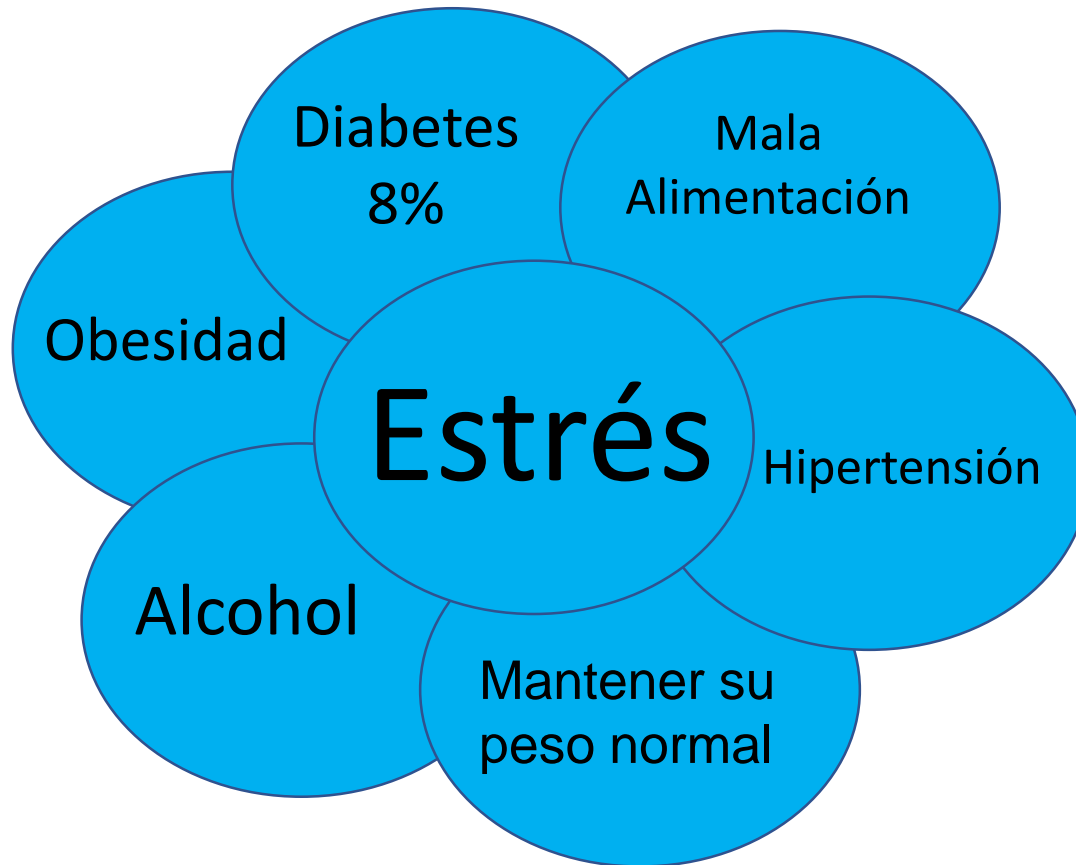 Diabetes
8%
Mala
Alimentación
Obesidad
Estrés
Hipertensión
Alcohol
Mantener su
peso normal